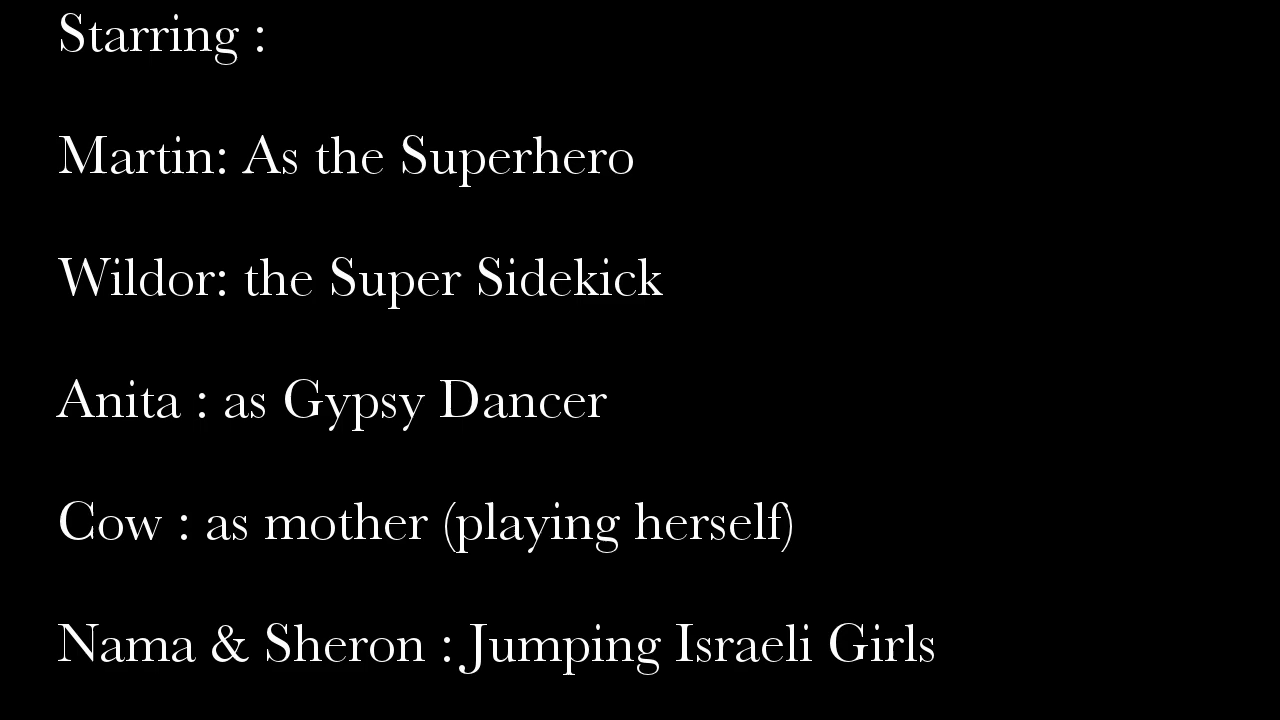 Starring :
Martin: As the Superhero
Wildor: the Super Sidekick
Anita : as Gypsy Dancer
Cow : as mother (playing herself)
Nama & Sheron : Jumping Israeli Girls